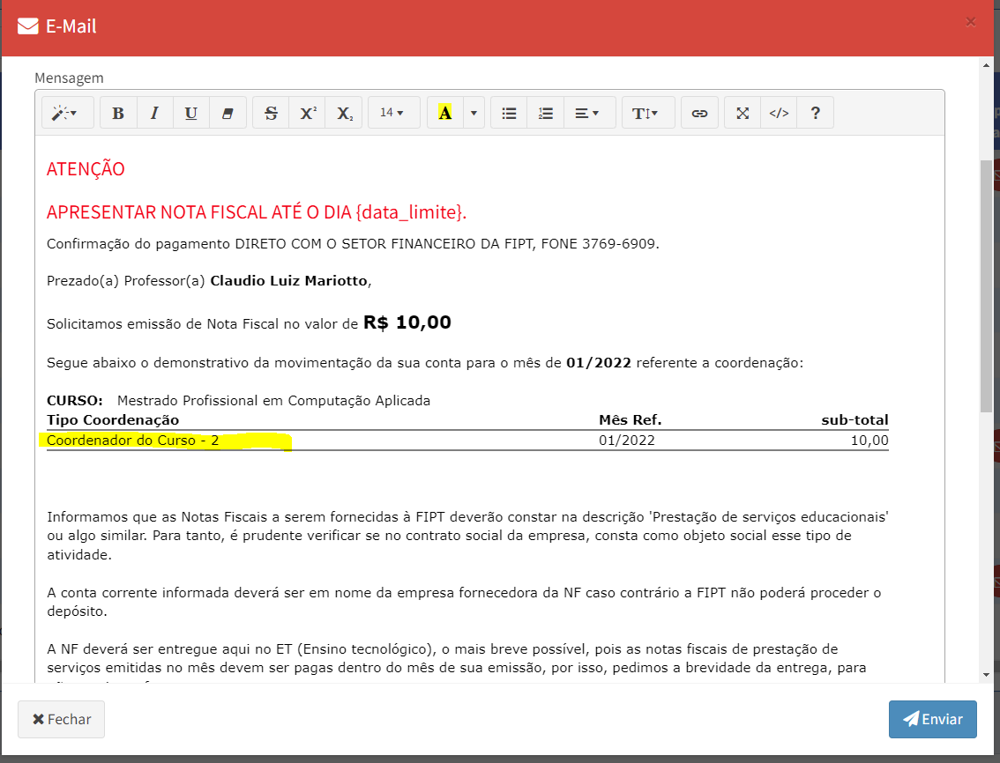 E-Mail
×
Mensagem
B I U S X² X₂ 14 A T </> ?
ATENÇÃO
APRESENTAR NOTA FISCAL ATÉ O DIA {data_limite}.
Confirmação do pagamento DIRETO COM O SETOR FINANCEIRO DA FIPT, FONE 3769-6909.
Prezado(a) Professor(a) Claudio Luiz Mariotto,
Solicitamos emissão de Nota Fiscal no valor de R$ 10,00
Segue abaixo o demonstrativo da movimentação da sua conta para o mês de 01/2022 referente a coordenação:
CURSO: Mestrado Profissional em Computação Aplicada
Tipo Coordenação Mês Ref. sub-total
Coordenador do Curso - 2 01/2022 10,00
Informamos que as Notas Fiscais a serem fornecidas à FIPT deverão constar na descrição 'Prestação de serviços educacionais'
ou algo similar. Para tanto, é prudente verificar se no contrato social da empresa, consta como objeto social esse tipo de
atividade.
A conta corrente informada deverá ser em nome da empresa fornecedora da NF caso contrário a FIPT não poderá proceder o
depósito.
A NF deverá ser entregue aqui no ET (Ensino tecnológico), o mais breve possível, pois as notas fiscais de prestação de
serviços emitidas no mês devem ser pagas dentro do mês de sua emissão, por isso, pedimos a brevidade da entrega, para
Fechar
Enviar